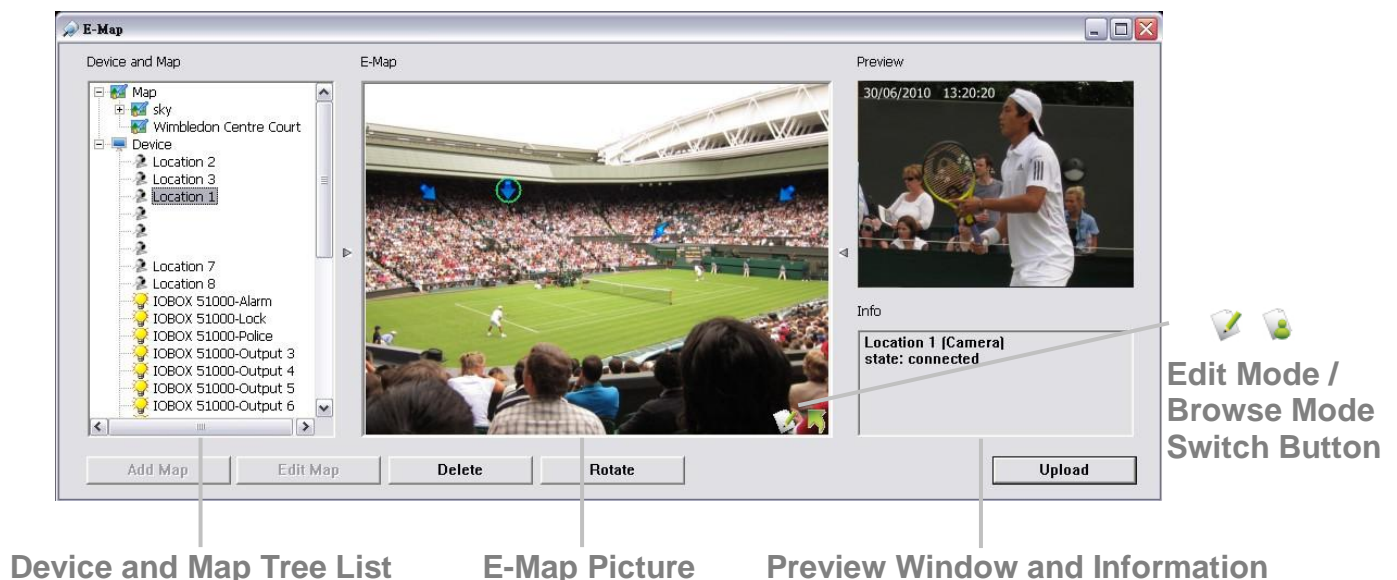 E-Map
Device and Map
E-Map
Preview
Map
sky
Wimbledon Centre Court
Device
Location 2
Location 3
Location 1
Location 7
Location 8
IOBOX 51000-Alarm
IOBOX 51000-Lock
IOBOX 51000-Police
IOBOX 51000-Output 3
IOBOX 51000-Output 4
IOBOX 51000-Output 5
IOBOX 51000-Output 6
30/06/2010 13:20:20
Info
Location 1 (Camera)
state: connected
Add Map
Edit Map
Delete
Rotate
Upload
Edit Mode /
Browse Mode
Switch Button
Device and Map Tree List
E-Map Picture
Preview Window and Information